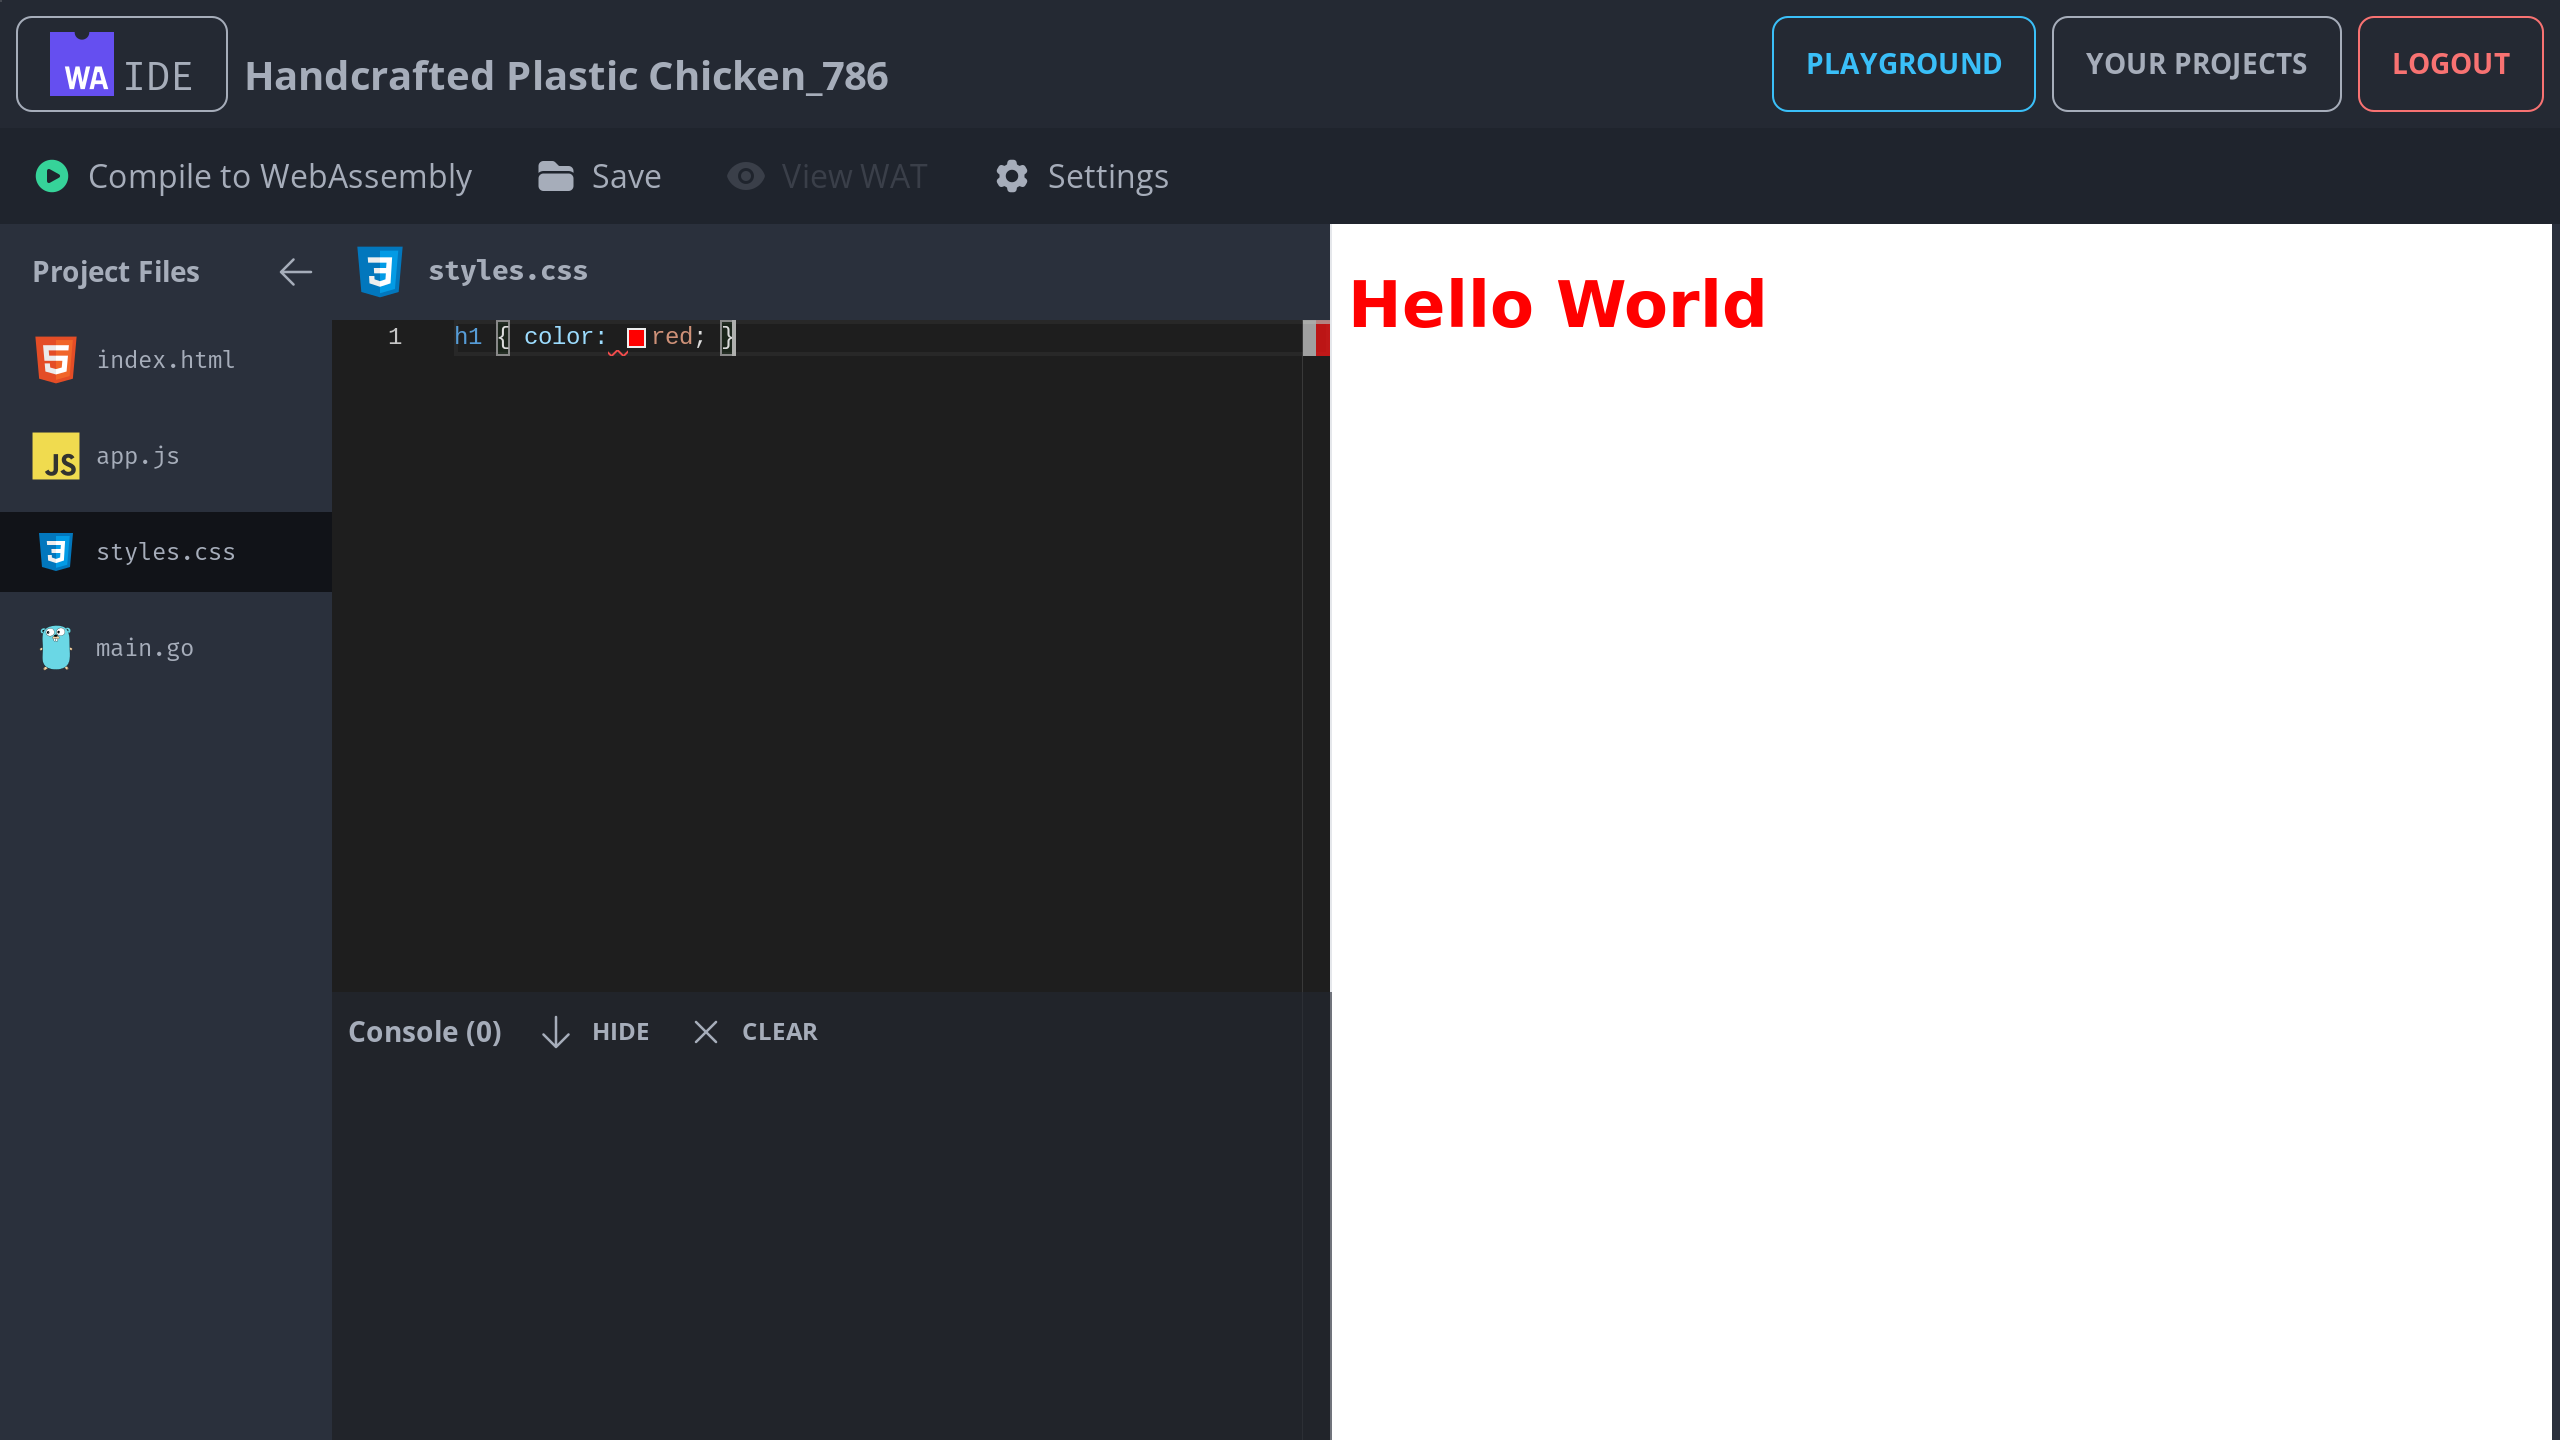 WA IDE Handcrafted Plastic Chicken_786 PLAYGROUND YOUR PROJECTS LOGOUT
Compile to WebAssembly Save View WAT Settings
Project Files
index.html
JS app.js
styles.css
main.go
styles.css
1 h1 { color: red; }
Console (0) HIDE CLEAR
Hello World